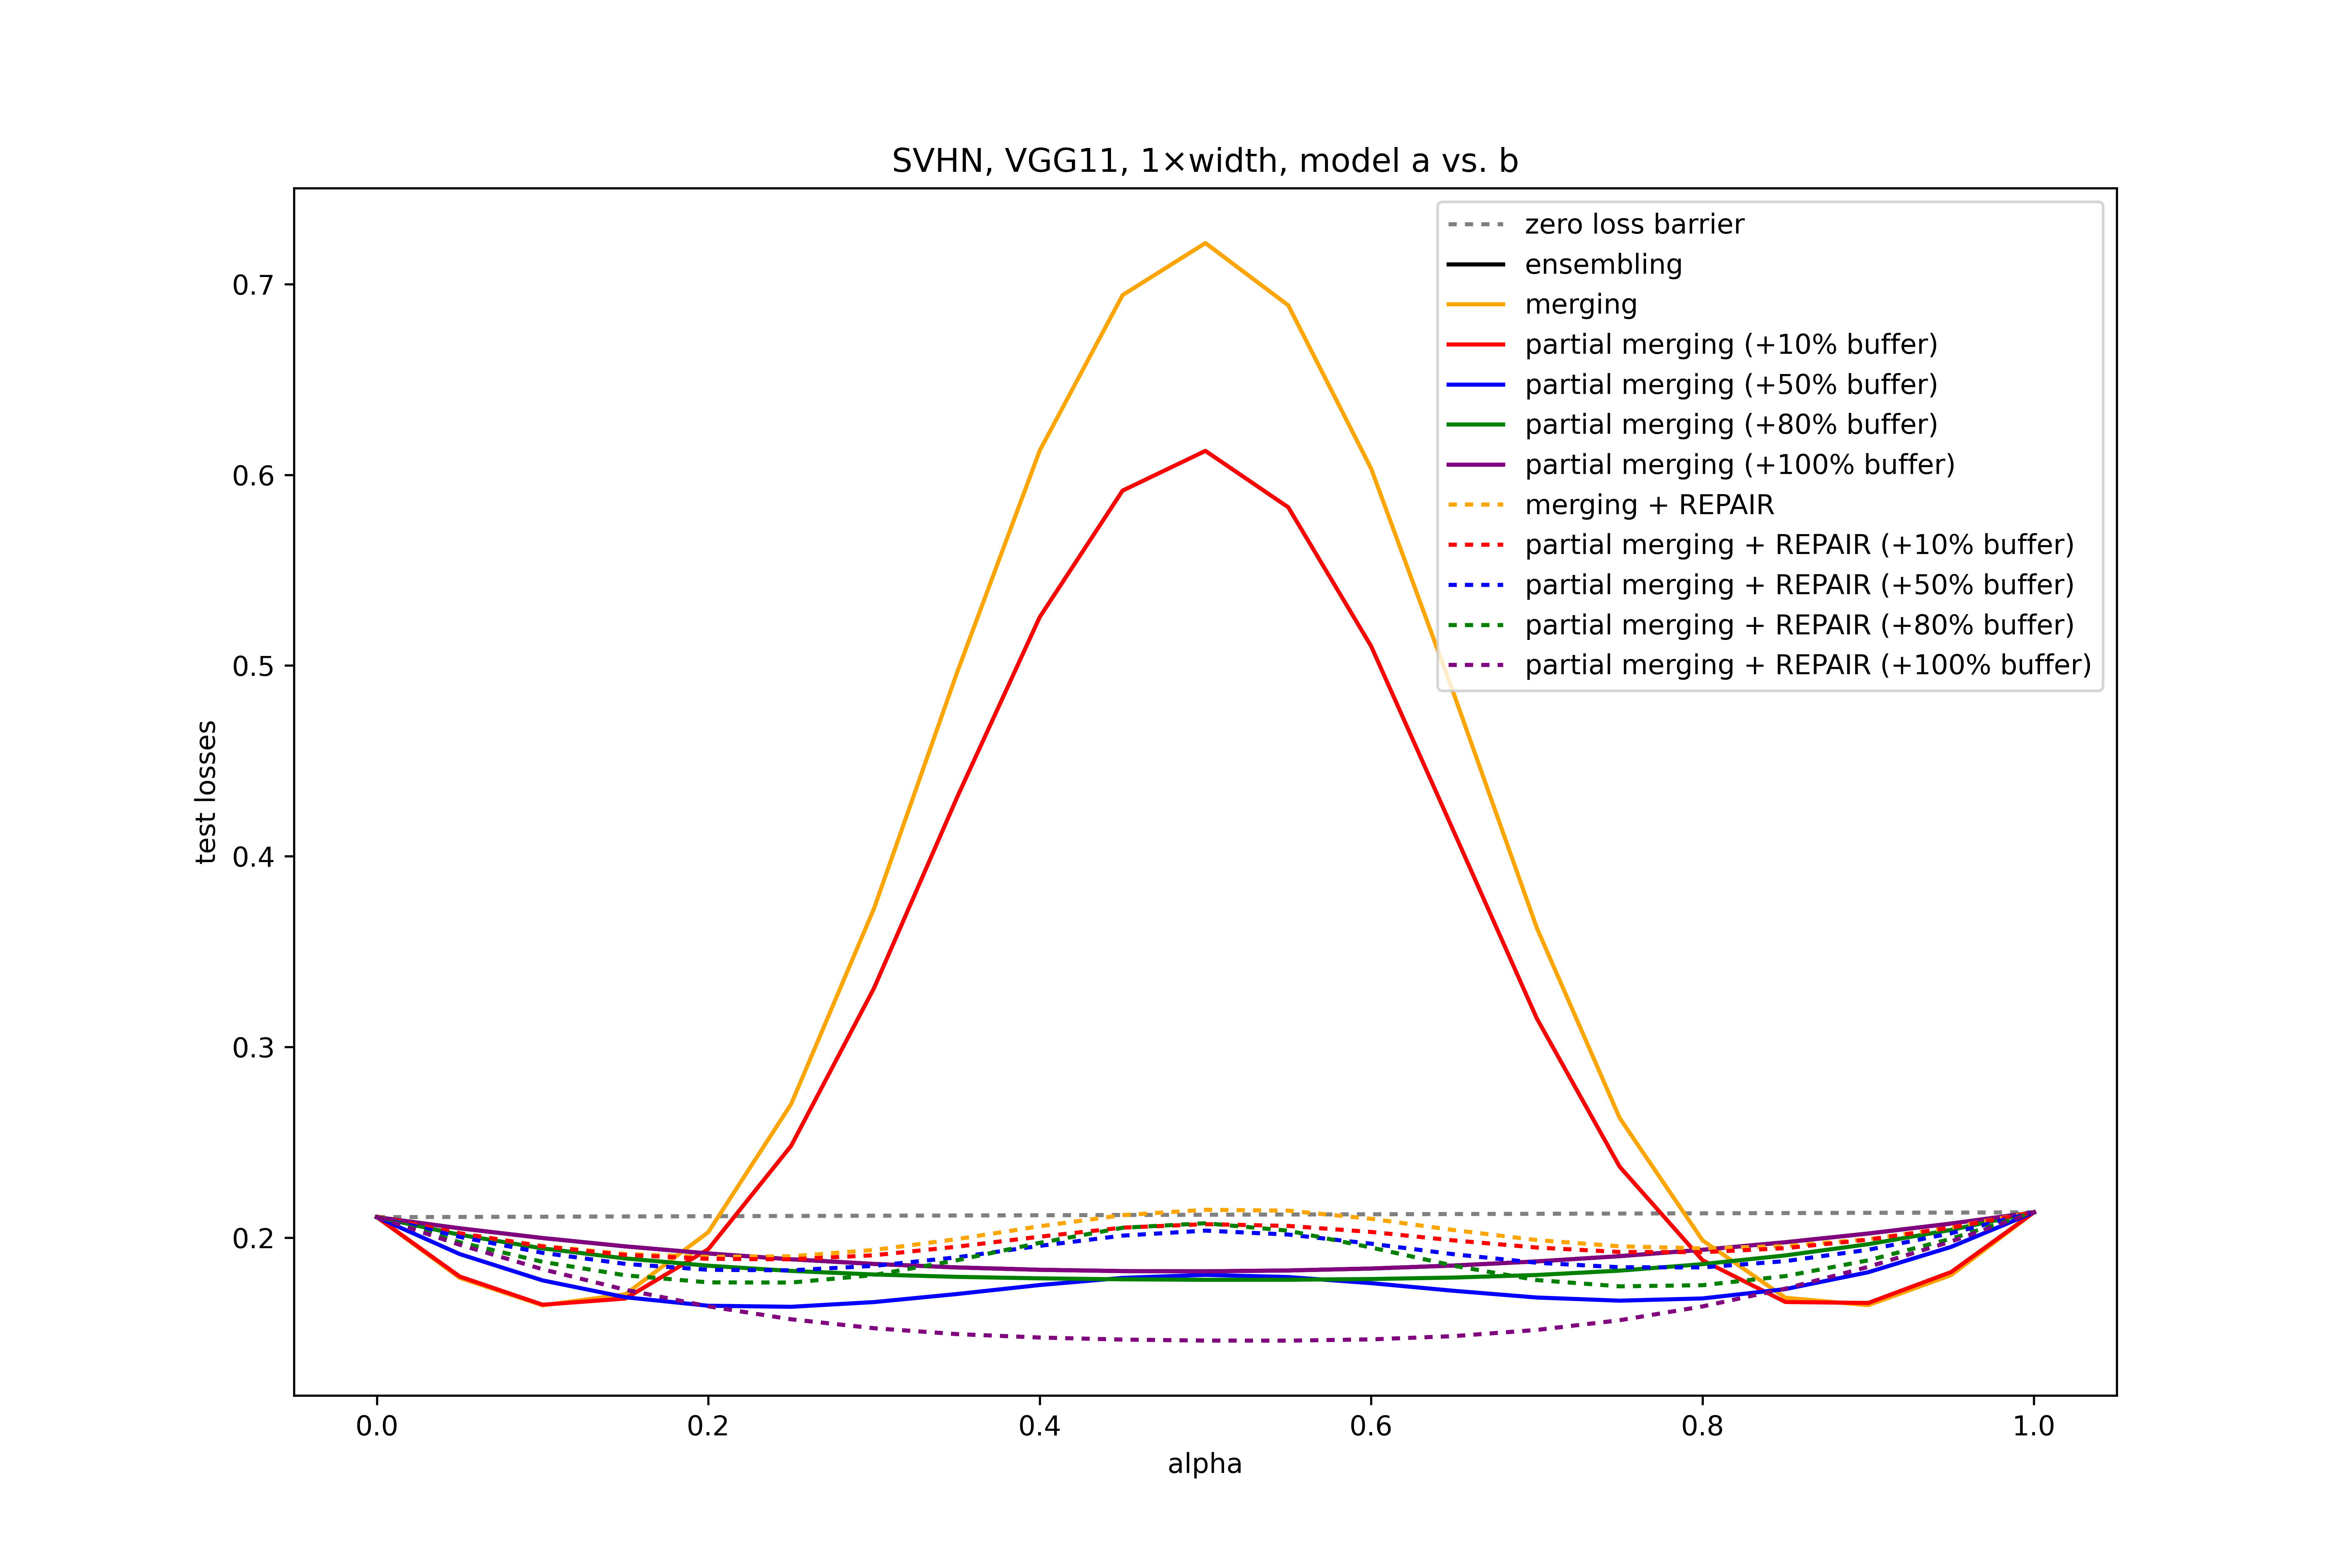 SVHN, VGG11, 1×width, model a vs. b
zero loss barrier
ensembling
merging
partial merging (+10% buffer)
partial merging (+50% buffer)
partial merging (+80% buffer)
partial merging (+100% buffer)
merging + REPAIR
partial merging + REPAIR (+10% buffer)
partial merging + REPAIR (+50% buffer)
partial merging + REPAIR (+80% buffer)
partial merging + REPAIR (+100% buffer)
test losses
0.7
0.6
0.5
0.4
0.3
0.2
0.0 0.2 0.4 0.6 0.8 1.0
alpha